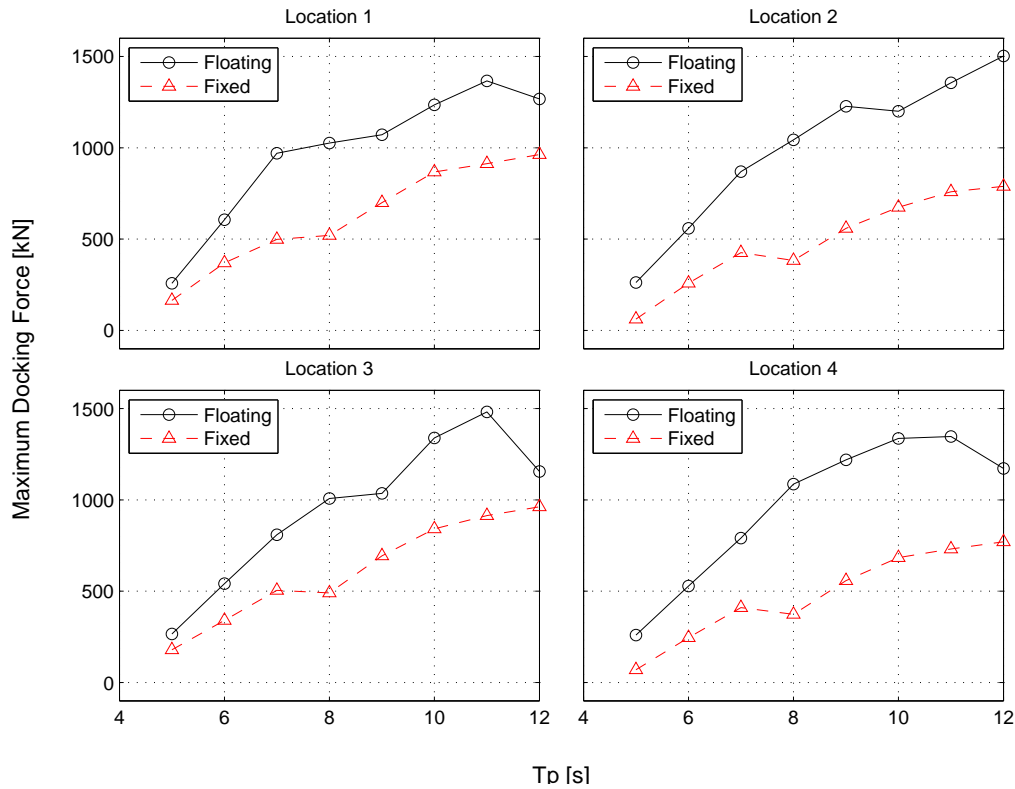 Location 1
Location 2
Floating
Fixed
Floating
Fixed
1500
1000
500
0
Location 3
Location 4
Floating
Fixed
Floating
Fixed
1500
1000
500
0
4 6 8 10 12 4 6 8 10 12
Maximum Docking Force [kN]
Tp [s]